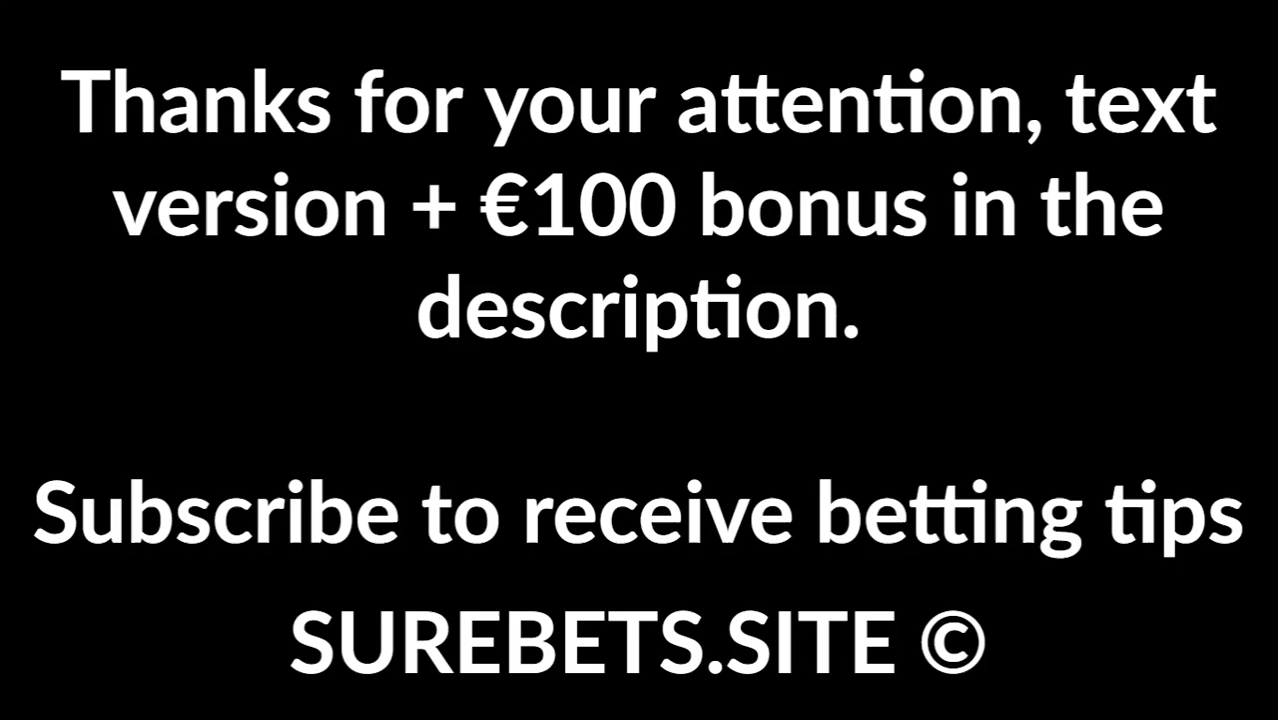 Thanks for your attention, text
version + €100 bonus in the
description.
Subscribe to receive betting tips
SUREBETS.SITE ©